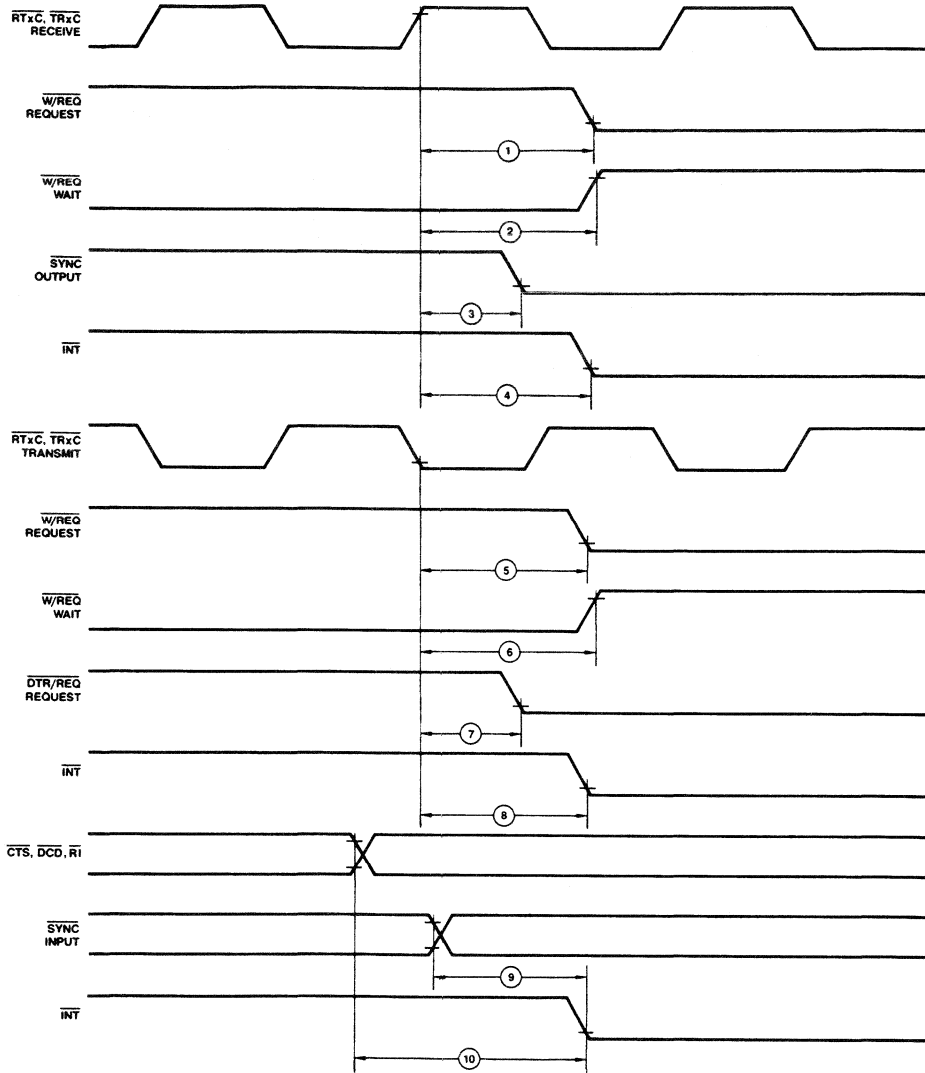 RTxC, TRxC
RECEIVE
W/REQ
REQUEST
1
W/REQ
WAIT
2
SYNC
OUTPUT
3
INT
4
RTxC, TRxC
TRANSMIT
W/REQ
REQUEST
5
W/REQ
WAIT
6
DTR/REQ
REQUEST
7
INT
8
CTS, DCD, RI
SYNC
INPUT
9
INT
10